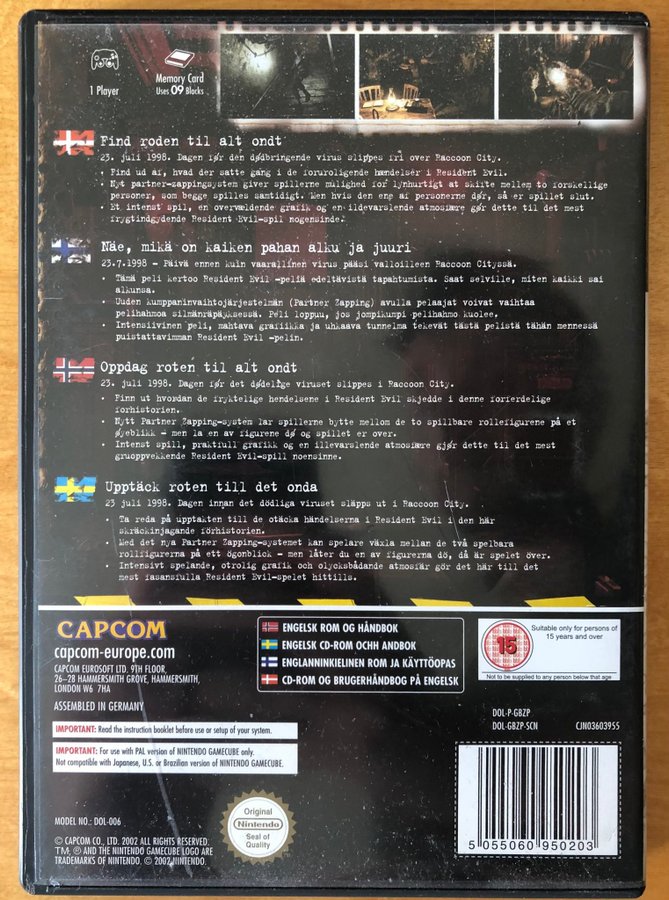 1 Player
Memory Card
Uses 09 Blocks
Find roden til alt ondt
23. juli 1998. Dagen før den dødbringende virus slippes fri over Raccoon City.
· Find ud af, hvad der satte gang i de foruroligende hændelser i Resident Evil.
· Nyt partner-zappingsystem giver spillerne mulighed for lynhurtigt at skifte mellem to forskellige
personer, som begge spilles samtidigt. Men hvis den ene af personerne dør, så er spillet slut.
· Et intenst spil, en overvældende grafik og en ildevarslende atmosfære gør dette til det mest
frygtindgydende Resident Evil-spil nogensinde.
Näe, mikä on kaiken pahan alku ja juuri
23.7.1998 – Päivä ennen kuin vaarallinen virus pääsi valloilleen Raccoon Cityssä.
· Tämä peli kertoo Resident Evil -peliä edeltävistä tapahtumista. Saat selville, miten kaikki sai
alkunsa.
· Uuden kumppaninvaihtojärjestelmän (Partner Zapping) avulla pelaajat voivat vaihtaa
pelihahmoa silmänräpäyksessä. Peli loppuu, jos jompikumpi pelihahmo kuolee.
· Intensiivinen peli, mahtava grafiikka ja uhkaava tunnelma tekevät tästä pelistä tähän mennessä
puistattavimman Resident Evil -pelin.
Oppdag roten til alt ondt
23. juli 1998. Dagen før det dødelige viruset slippes i Raccoon City.
· Finn ut hvordan de fryktelige hendelsene i Resident Evil skjedde i denne forferdelige
forhistorien.
· Nytt Partner Zapping-system lar spillerne bytte mellom de to spillbare rollefigurene på et
øyeblikk – men la en av figurene dø og spillet er over.
· Intenst spill, praktfull grafikk og en illevarslende atmosfære gjør dette til det mest
gruoppvekkende Resident Evil-spill noensinne.
Upptäck roten till det onda
23 juli 1998. Dagen innan det dödliga viruset släpps ut i Raccoon City.
· Ta reda på upptakten till de otäcka händelserna i Resident Evil i den här
skräckinjagande förhistorien.
· Med det nya Partner Zapping-systemet kan spelare växla mellan de två spelbara
rollfigurerna på ett ögonblick – men låter du en av figurerna dö, då är spelet över.
· Intensivt spelande, otrolig grafik och olycksbådande atmosfär gör det här till det
mest fasansfulla Resident Evil-spelet hittills.
CAPCOM
capcom-europe.com
CAPCOM EUROSOFT LTD. 9TH FLOOR,
26–28 HAMMERSMITH GROVE, HAMMERSMITH,
LONDON W6 7HA
ASSEMBLED IN GERMANY
ENGELSK ROM OG HÅNDBOK
ENGELSK CD-ROM OCHH ANDBOK
ENGLANNINKIELINEN ROM JA KÄYTTÖOPAS
CD-ROM OG BRUGERHÅNDBOG PÅ ENGELSK
15
Suitable only for persons of
15 years and over
Not to be supplied to any person below that age
IMPORTANT: Read the instruction booklet before use or setup of your system.
IMPORTANT: For use with PAL version of NINTENDO GAMECUBE only.
Not compatible with Japanese, U.S. or Brazilian version of NINTENDO GAMECUBE.
DOL-P-GBZP
DOL-GBZP-SCN
CJN03603955
MODEL NO.: DOL-006
Original
Nintendo
Seal of
Quality
© CAPCOM CO., LTD. 2002 ALL RIGHTS RESERVED.
TM, ® AND THE NINTENDO GAMECUBE LOGO ARE
TRADEMARKS OF NINTENDO. © 2002 NINTENDO.
5 055060 950203